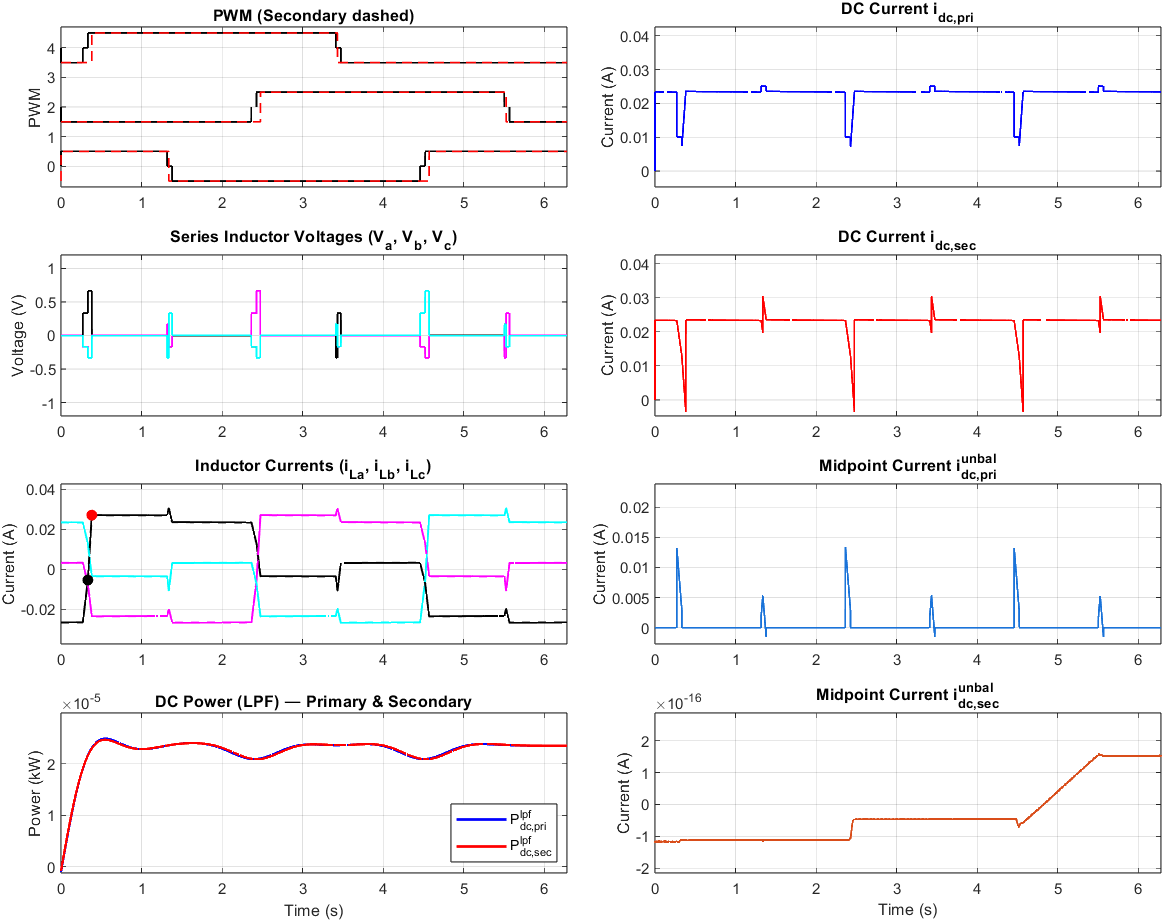 PWM (Secondary dashed)
PWM
4
3
2
1
0
0 1 2 3 4 5 6
DC Current i_dc,pri
Current (A)
0.04
0.03
0.02
0.01
0
0 1 2 3 4 5 6
Series Inductor Voltages (V_a, V_b, V_c)
Voltage (V)
1
0.5
0
-0.5
-1
0 1 2 3 4 5 6
DC Current i_dc,sec
Current (A)
0.04
0.03
0.02
0.01
0
0 1 2 3 4 5 6
Inductor Currents (i_La, i_Lb, i_Lc)
Current (A)
0.04
0.02
0
-0.02
0 1 2 3 4 5 6
Midpoint Current i^unbal_dc,pri
Current (A)
0.02
0.015
0.01
0.005
0
0 1 2 3 4 5 6
DC Power (LPF) — Primary & Secondary
×10^-5
Power (kW)
2
1
0
P^lpf_dc,pri
P^lpf_dc,sec
0 1 2 3 4 5 6
Time (s)
Midpoint Current i^unbal_dc,sec
×10^-16
Current (A)
2
1
0
-1
-2
0 1 2 3 4 5 6
Time (s)